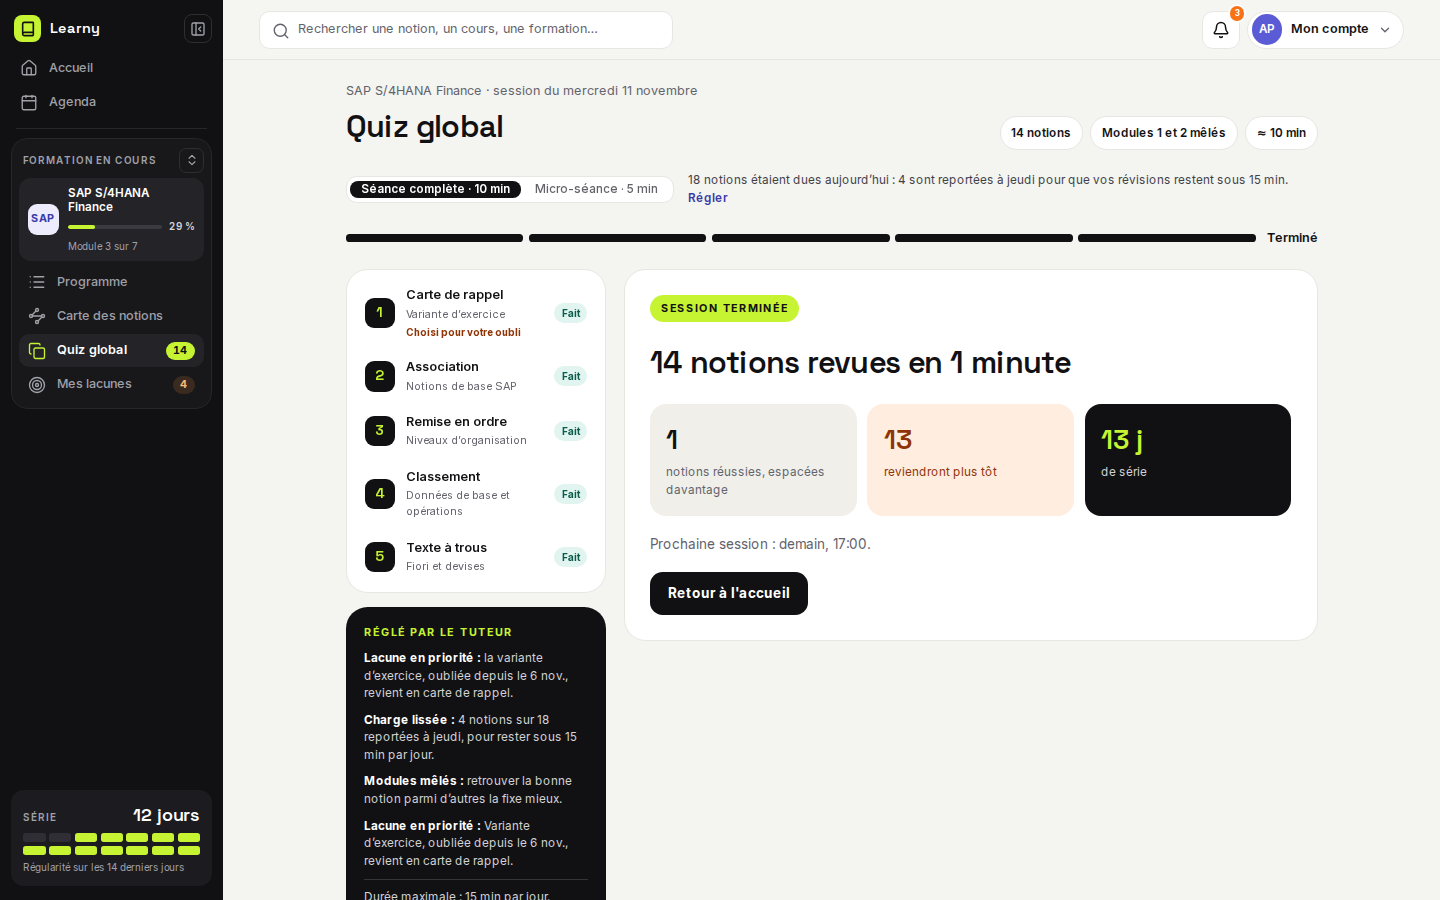 Learny
Accueil
Agenda
FORMATION EN COURS
SAP
SAP S/4HANA
Finance
29 %
Module 3 sur 7
Programme
Carte des notions
Quiz global
14
Mes lacunes
4
SÉRIE
12 jours
Régularité sur les 14 derniers jours
Rechercher une notion, un cours, une formation...
3
AP
Mon compte
SAP S/4HANA Finance · session du mercredi 11 novembre
Quiz global
14 notions
Modules 1 et 2 mêlés
≈ 10 min
Séance complète · 10 min
Micro-séance · 5 min
18 notions étaient dues aujourd'hui : 4 sont reportées à jeudi pour que vos révisions restent sous 15 min.
Régler
Terminé
1
Carte de rappel
Variante d'exercice
Choisi pour votre oubli
Fait
2
Association
Notions de base SAP
Fait
3
Remise en ordre
Niveaux d'organisation
Fait
4
Classement
Données de base et
opérations
Fait
5
Texte à trous
Fiori et devises
Fait
RÉGLÉ PAR LE TUTEUR
Lacune en priorité : la variante
d'exercice, oubliée depuis le 6 nov.,
revient en carte de rappel.
Charge lissée : 4 notions sur 18
reportées à jeudi, pour rester sous 15
min par jour.
Modules mêlés : retrouver la bonne
notion parmi d'autres la fixe mieux.
Lacune en priorité : Variante
d'exercice, oubliée depuis le 6 nov.,
revient en carte de rappel.
Durée maximale : 15 min par jour.
SESSION TERMINÉE
14 notions revues en 1 minute
1
notions réussies, espacées
davantage
13
reviendront plus tôt
13 j
de série
Prochaine session : demain, 17:00.
Retour à l'accueil